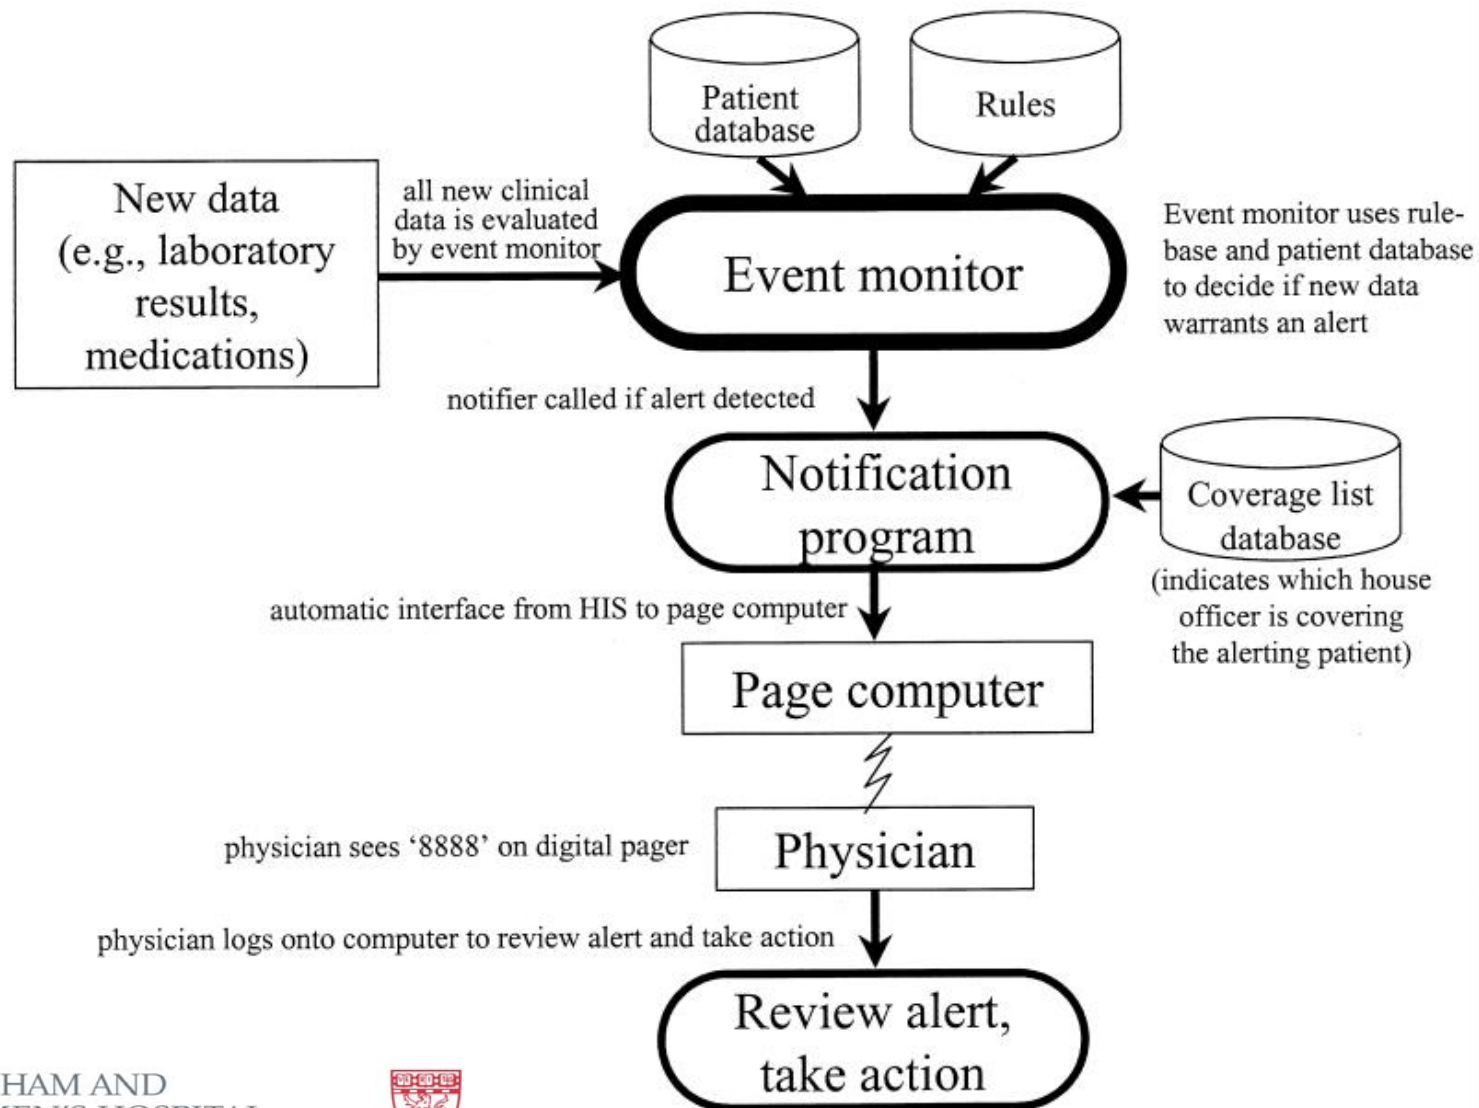 Patient
database
Rules
New data
(e.g., laboratory
results,
medications)
all new clinical
data is evaluated
by event monitor
Event monitor
Event monitor uses rule-
base and patient database
to decide if new data
warrants an alert
notifier called if alert detected
Notification
program
Coverage list
database
(indicates which house
officer is covering
the alerting patient)
automatic interface from HIS to page computer
Page computer
physician sees ‘8888’ on digital pager
Physician
physician logs onto computer to review alert and take action
Review alert,
take action
HAM AND
EN'S HOSPITAL